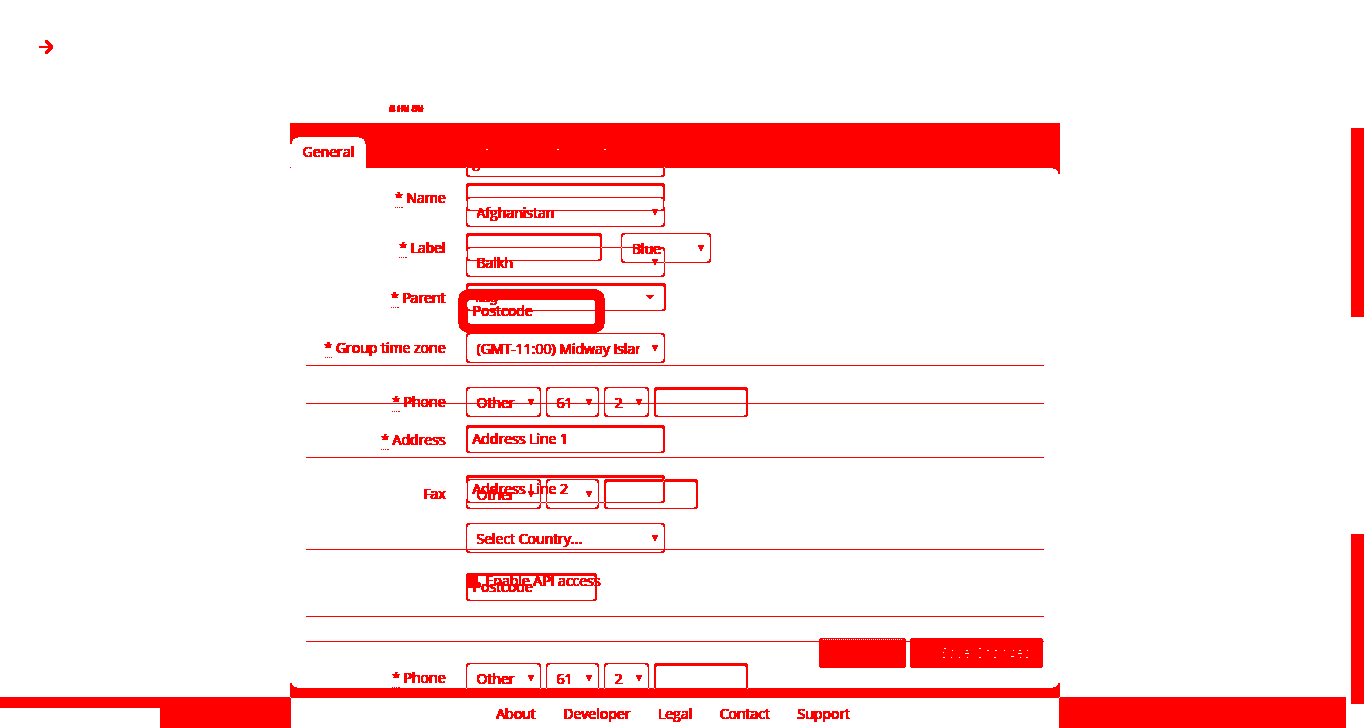 General
* Name
Afghanistan
* Label
Blue
Balkh
* Parent
Postcode
* Group time zone (GMT-11:00) Midway Islar
* Phone Other 61 2
* Address Address Line 1
Fax Other
Address Line 2
Select Country...
Enable API access
Postcode
Save Changes
* Phone Other 61 2
About Developer Legal Contact Support